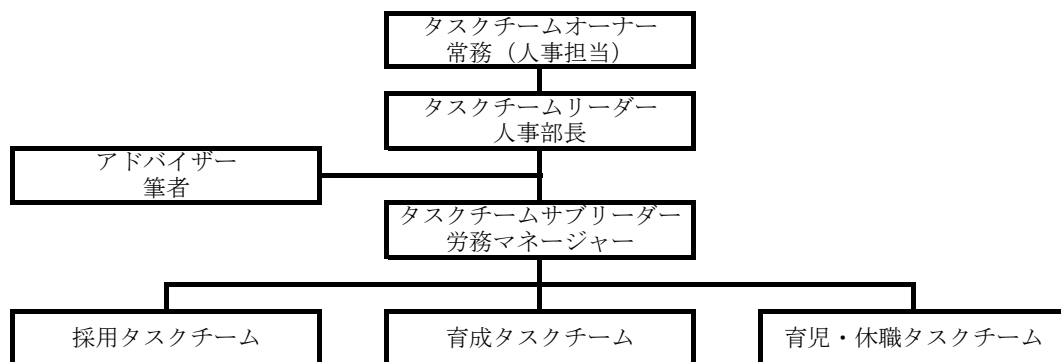 タスクチームオーナー
常務（人事担当）
タスクチームリーダー
人事部長
アドバイザー
筆者
タスクチームサブリーダー
労務マネージャー
採用タスクチーム
育成タスクチーム
育児・休職タスクチーム